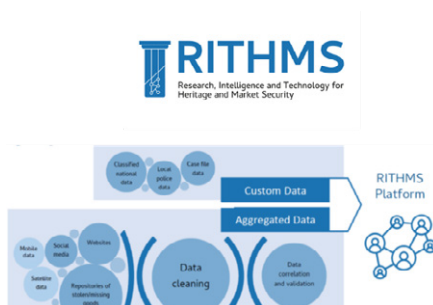 RITHMS
Research, Intelligence and Technology for
Heritage and Market Security
Classified
national
data
Local
police
data
Case file
data
Custom Data
Aggregated Data
RITHMS
Platform
Mobile
data
Social
media
Websites
Satellite
data
Repositories of
stolen/missing
goods
Data
cleaning
Data
correlation
and validation